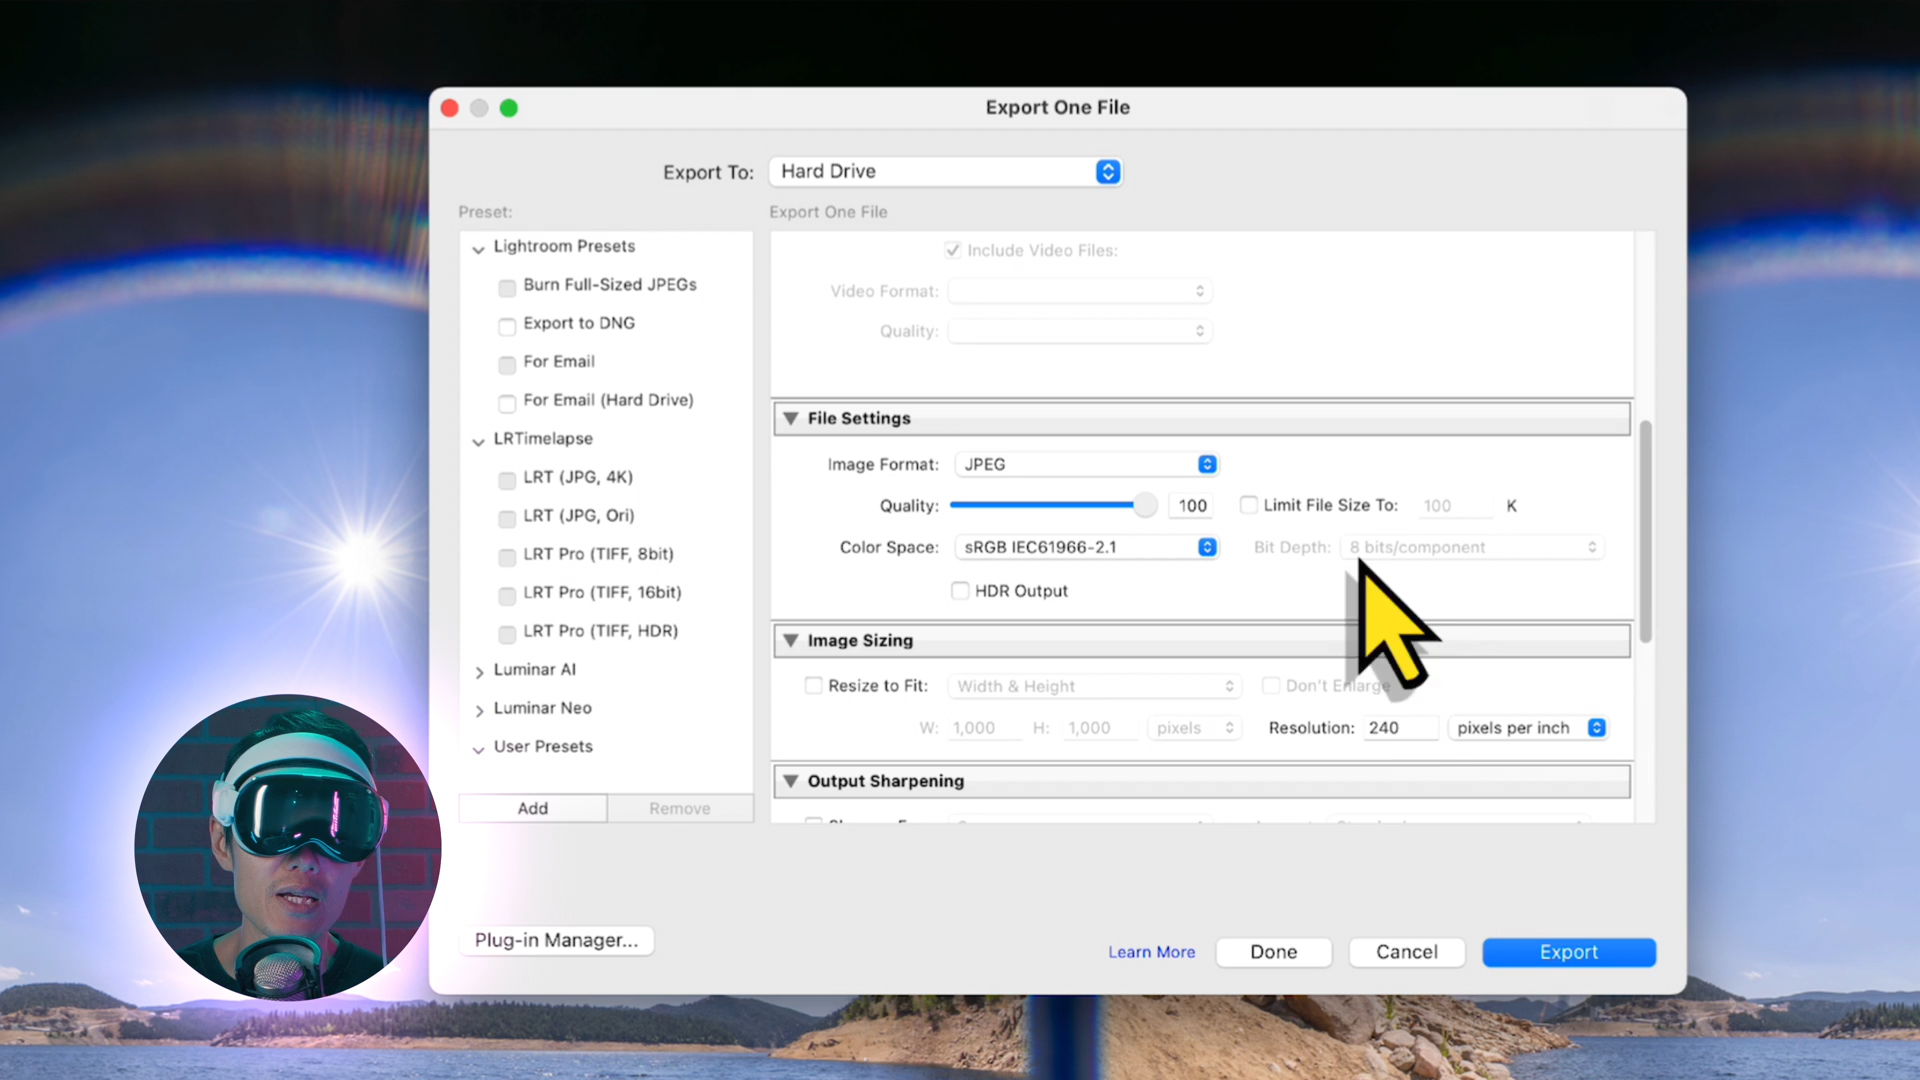 Export One File
Export To: Hard Drive
Preset:
Export One File
Lightroom Presets
Burn Full-Sized JPEGs
Export to DNG
For Email
For Email (Hard Drive)
LRTimelapse
LRT (JPG, 4K)
LRT (JPG, Ori)
LRT Pro (TIFF, 8bit)
LRT Pro (TIFF, 16bit)
LRT Pro (TIFF, HDR)
Luminar AI
Luminar Neo
User Presets
Add Remove
Include Video Files:
Video Format:
Quality:
File Settings
Image Format: JPEG
Quality: 100 Limit File Size To: 100 K
Color Space: sRGB IEC61966-2.1 Bit Depth: 8 bits/component
HDR Output
Image Sizing
Resize to Fit: Width & Height Don't Enlarge
W: 1,000 H: 1,000 pixels Resolution: 240 pixels per inch
Output Sharpening
Plug-in Manager...
Learn More Done Cancel Export